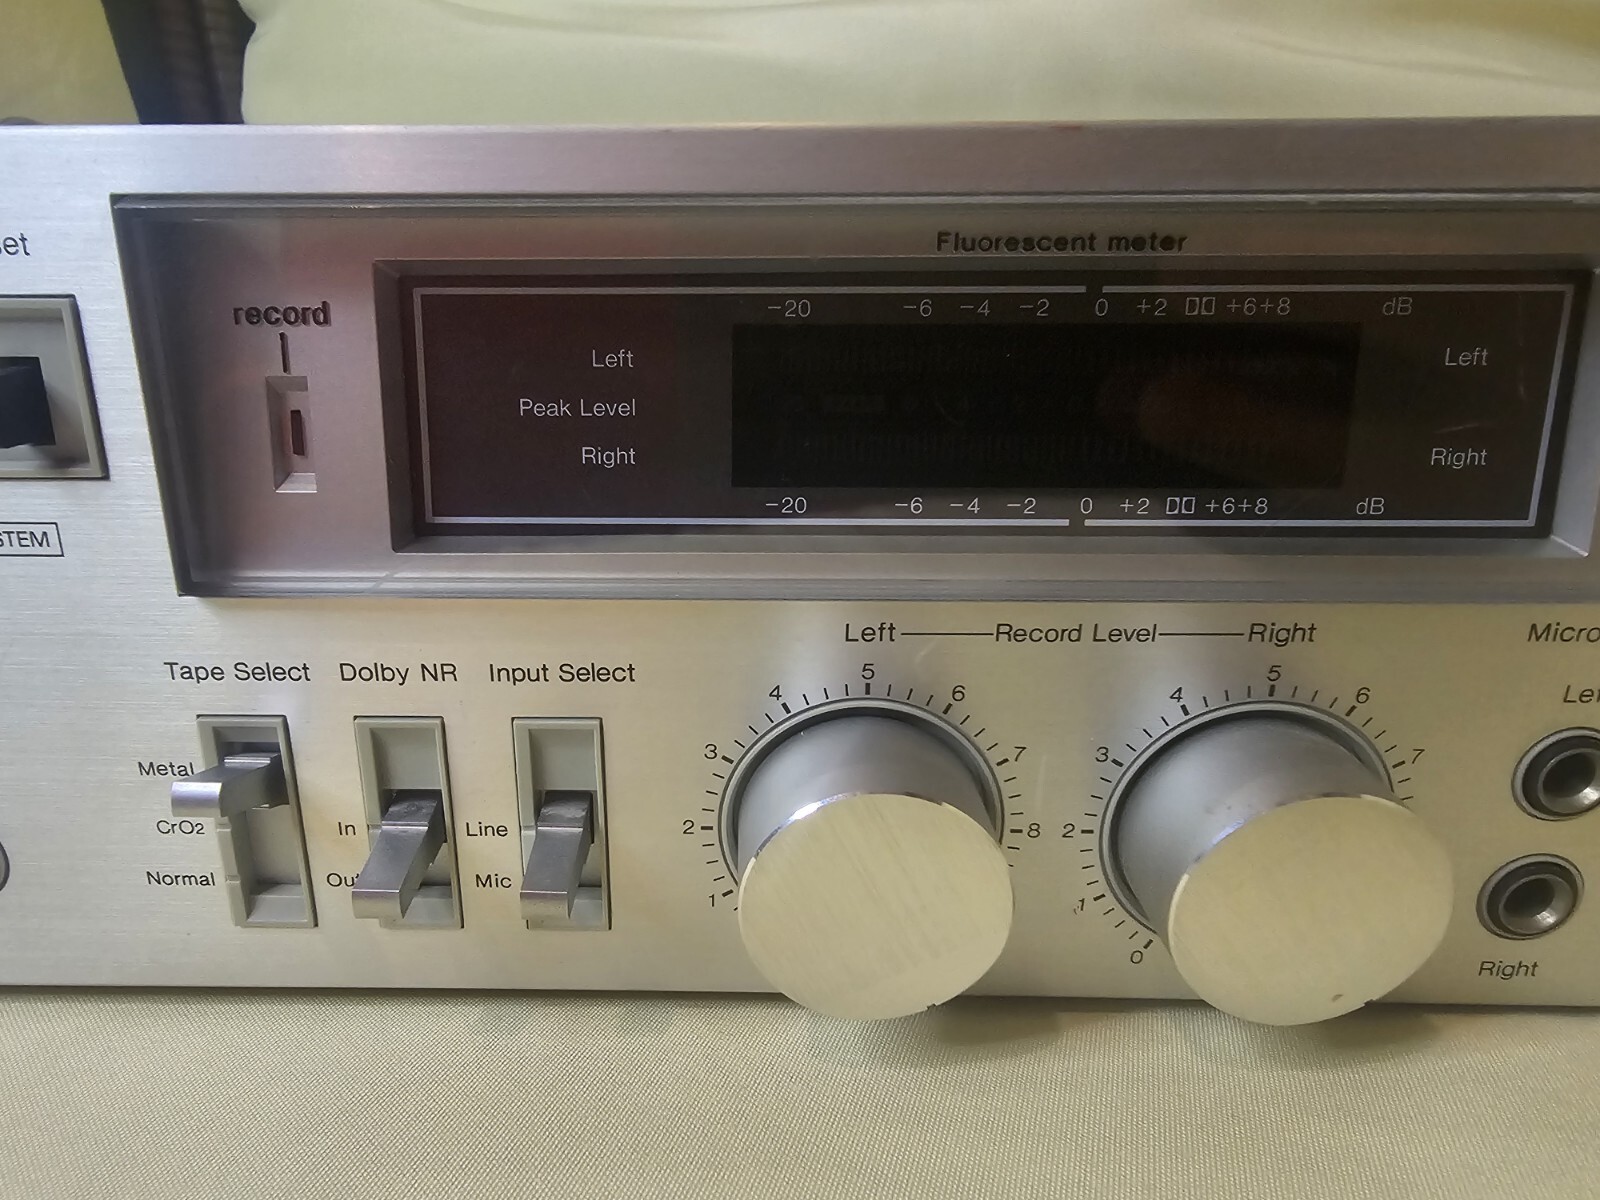 et
Fluorescent meter
record
-20 -6 -4 -2 0 +2 +6+8 dB
Left Left
Peak Level
Right Right
-20 -6 -4 -2 0 +2 +6+8 dB
STEM
Left Record Level Right
Micro
Tape Select Dolby NR Input Select
Metal
CrO2
Normal
In
Out
Line
Mic
1 2 3 4 5 6 7 8
0 1 2 3 4 5 6 7
Lef
Right